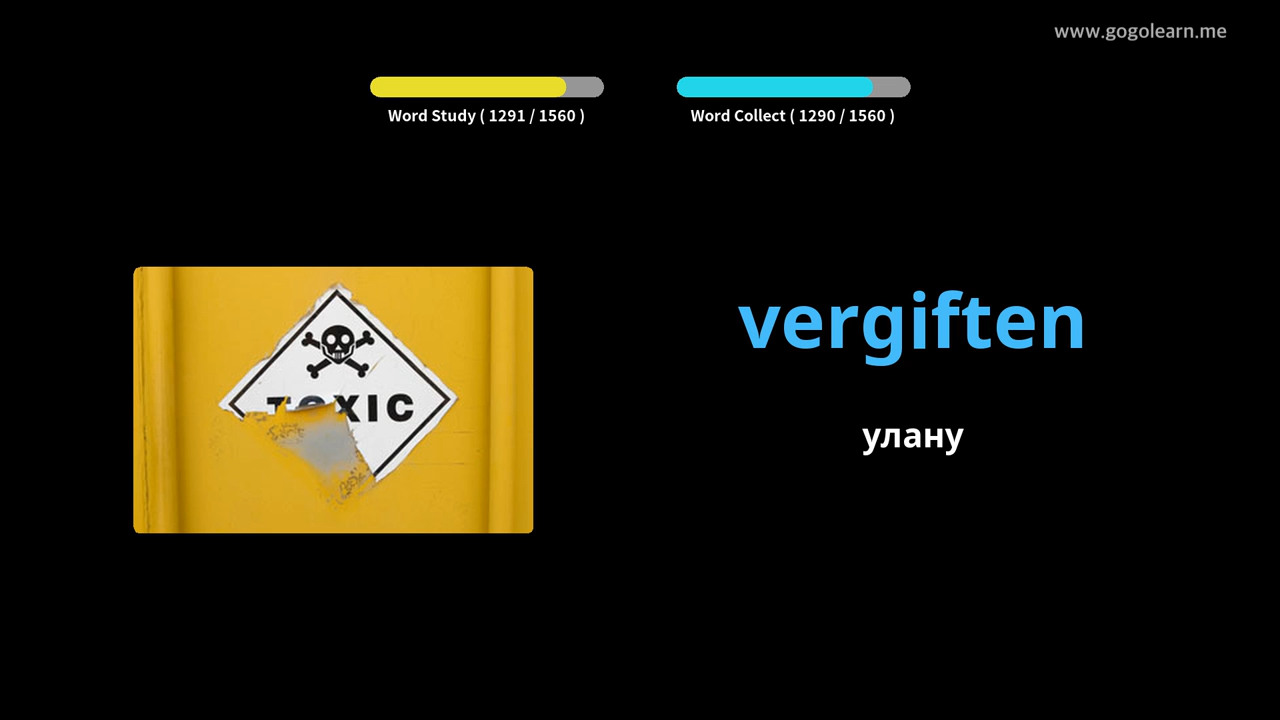 www.gogolearn.me
Word Study ( 1291 / 1560 )
Word Collect ( 1290 / 1560 )
TOXIC
vergiften
улану